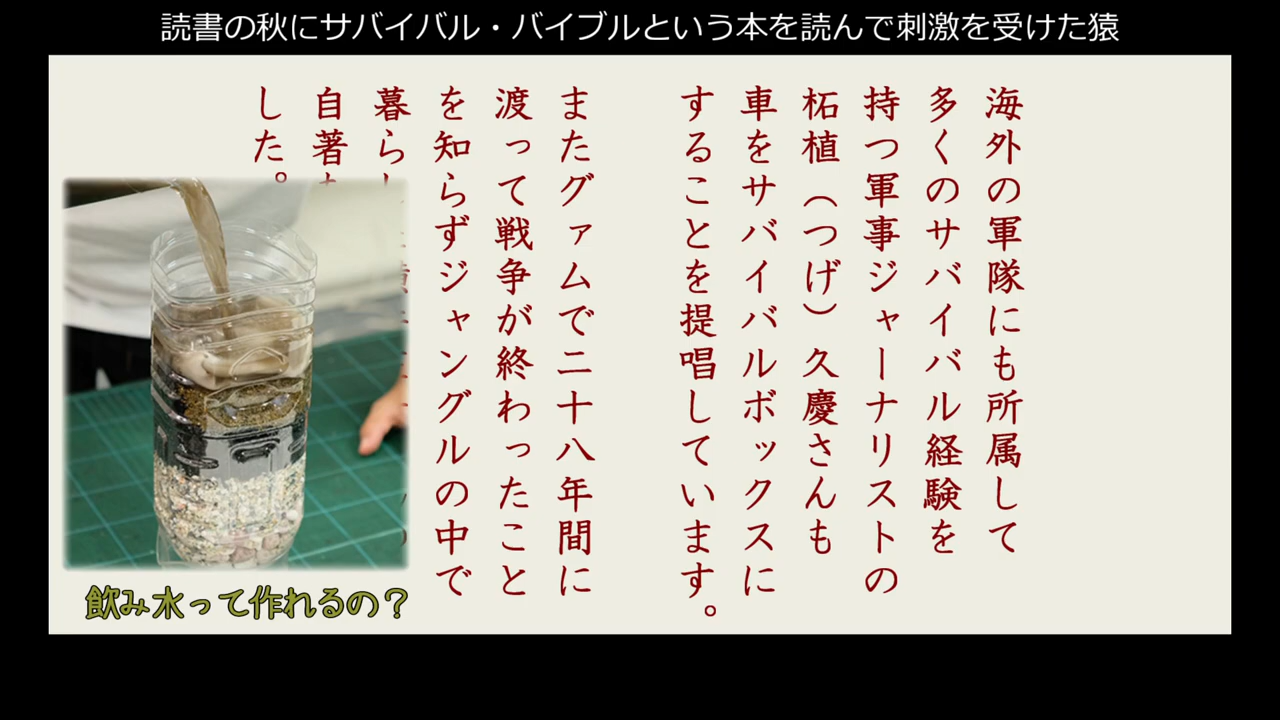 読書の秋にサバイバル・バイブルという本を読んで刺激を受けた猿
海外の軍隊にも所属して
多くのサバイバル経験を
持つ軍事ジャーナリストの
柘植（つげ）久慶さんも
車をサバイバルボックスに
することを提唱しています。
またグァムで二十八年間に
渡って戦争が終わったこと
を知らずジャングルの中で
暮らし
自著
した。
飲み水って作れるの？